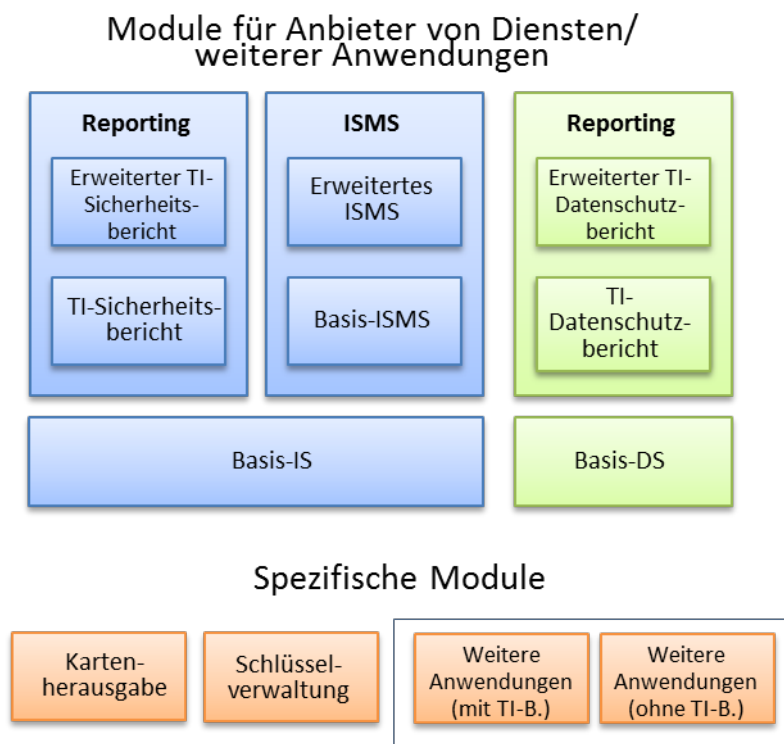 Module für Anbieter von Diensten/
weiterer Anwendungen
Reporting
Erweiterter TI-
Sicherheits-
bericht
TI-Sicherheits-
bericht
ISMS
Erweitertes
ISMS
Basis-ISMS
Reporting
Erweiterter TI-
Datenschutz-
bericht
TI-
Datenschutz-
bericht
Basis-IS
Basis-DS
Spezifische Module
Karten-
herausgabe
Schlüssel-
verwaltung
Weitere
Anwendungen
(mit TI-B.)
Weitere
Anwendungen
(ohne TI-B.)